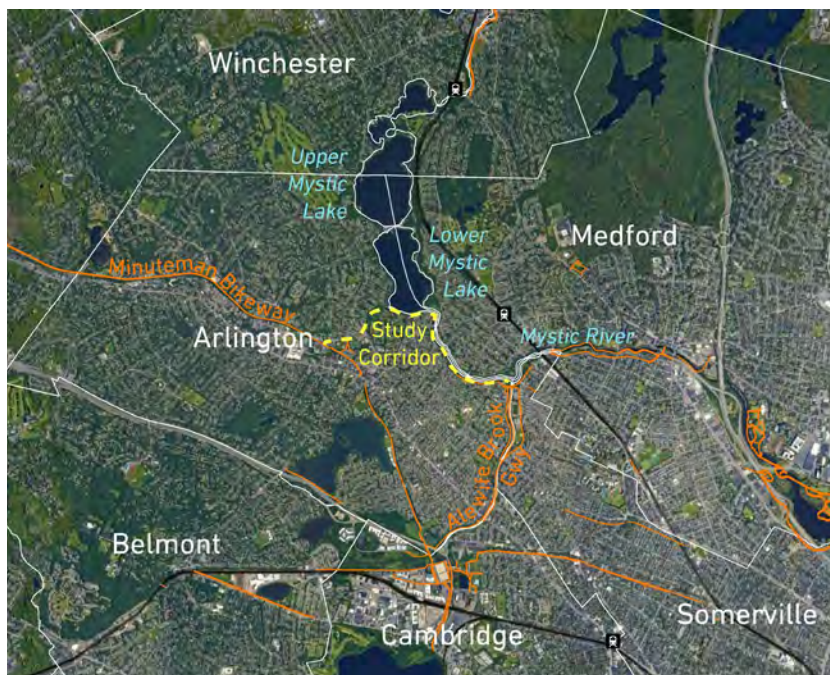 Winchester
Upper
Mystic
Lake
Lower
Mystic
Lake
Medford
Minuteman Bikeway
Arlington
Study
Corridor
Mystic River
Alewife Brook
Gwy
Belmont
Cambridge
Somerville